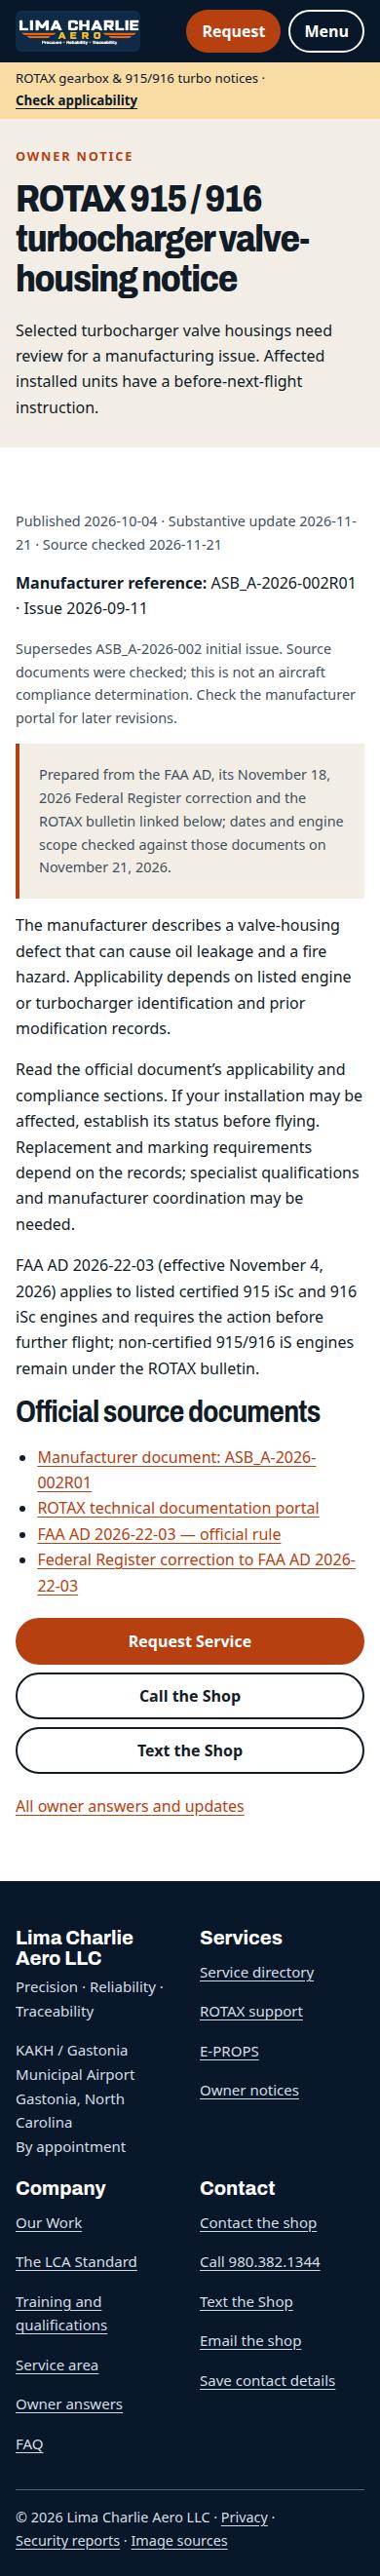 LIMA CHARLIE
AERO
Precision · Reliability · Traceability
Request
Menu
ROTAX gearbox & 915/916 turbo notices ·
Check applicability
OWNER NOTICE
ROTAX 915 / 916
turbocharger valve-
housing notice
Selected turbocharger valve housings need
review for a manufacturing issue. Affected
installed units have a before-next-flight
instruction.
Published 2026-10-04 · Substantive update 2026-11-
21 · Source checked 2026-11-21
Manufacturer reference: ASB_A-2026-002R01
· Issue 2026-09-11
Supersedes ASB_A-2026-002 initial issue. Source
documents were checked; this is not an aircraft
compliance determination. Check the manufacturer
portal for later revisions.
Prepared from the FAA AD, its November 18,
2026 Federal Register correction and the
ROTAX bulletin linked below; dates and engine
scope checked against those documents on
November 21, 2026.
The manufacturer describes a valve-housing
defect that can cause oil leakage and a fire
hazard. Applicability depends on listed engine
or turbocharger identification and prior
modification records.
Read the official document’s applicability and
compliance sections. If your installation may be
affected, establish its status before flying.
Replacement and marking requirements
depend on the records; specialist qualifications
and manufacturer coordination may be
needed.
FAA AD 2026-22-03 (effective November 4,
2026) applies to listed certified 915 iSc and 916
iSc engines and requires the action before
further flight; non-certified 915/916 iS engines
remain under the ROTAX bulletin.
Official source documents
• Manufacturer document: ASB_A-2026-
002R01
• ROTAX technical documentation portal
• FAA AD 2026-22-03 — official rule
• Federal Register correction to FAA AD 2026-
22-03
Request Service
Call the Shop
Text the Shop
All owner answers and updates
Lima Charlie
Aero LLC
Precision · Reliability ·
Traceability
KAKH / Gastonia
Municipal Airport
Gastonia, North
Carolina
By appointment
Services
Service directory
ROTAX support
E-PROPS
Owner notices
Company
Our Work
The LCA Standard
Training and
qualifications
Service area
Owner answers
FAQ
Contact
Contact the shop
Call 980.382.1344
Text the Shop
Email the shop
Save contact details
© 2026 Lima Charlie Aero LLC · Privacy ·
Security reports · Image sources